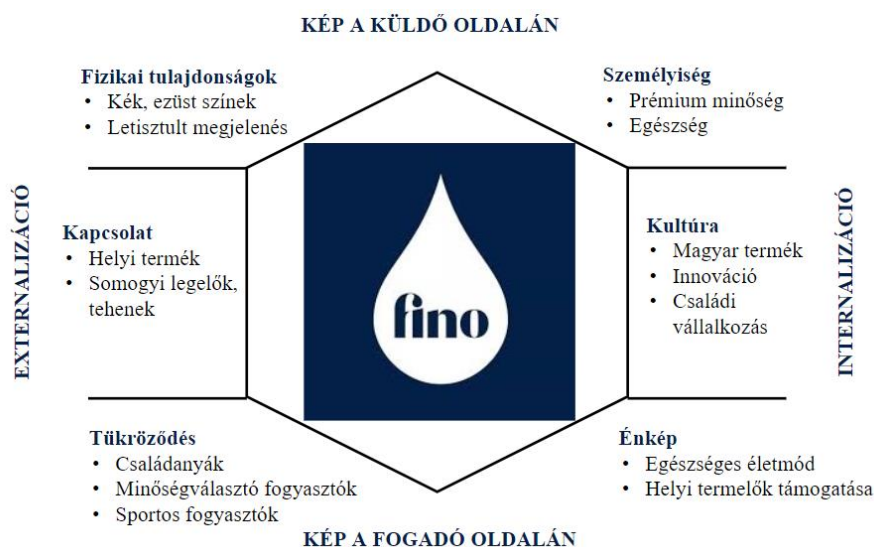 KÉP A KÜLDŐ OLDALÁN
Fizikai tulajdonságok
• Kék, ezüst színek
• Letisztult megjelenés
Személyiség
• Prémium minőség
• Egészség
EXTERNALIZÁCIÓ
Kapcsolat
• Helyi termék
• Somogyi legelők,
tehenek
fino
Kultúra
• Magyar termék
• Innováció
• Családi
vállalkozás
INTERNALIZÁCIÓ
Tükröződés
• Családanyák
• Minőségválasztó fogyasztók
• Sportos fogyasztók
Énkép
• Egészséges életmód
• Helyi termelők támogatása
KÉP A FOGADÓ OLDALÁN